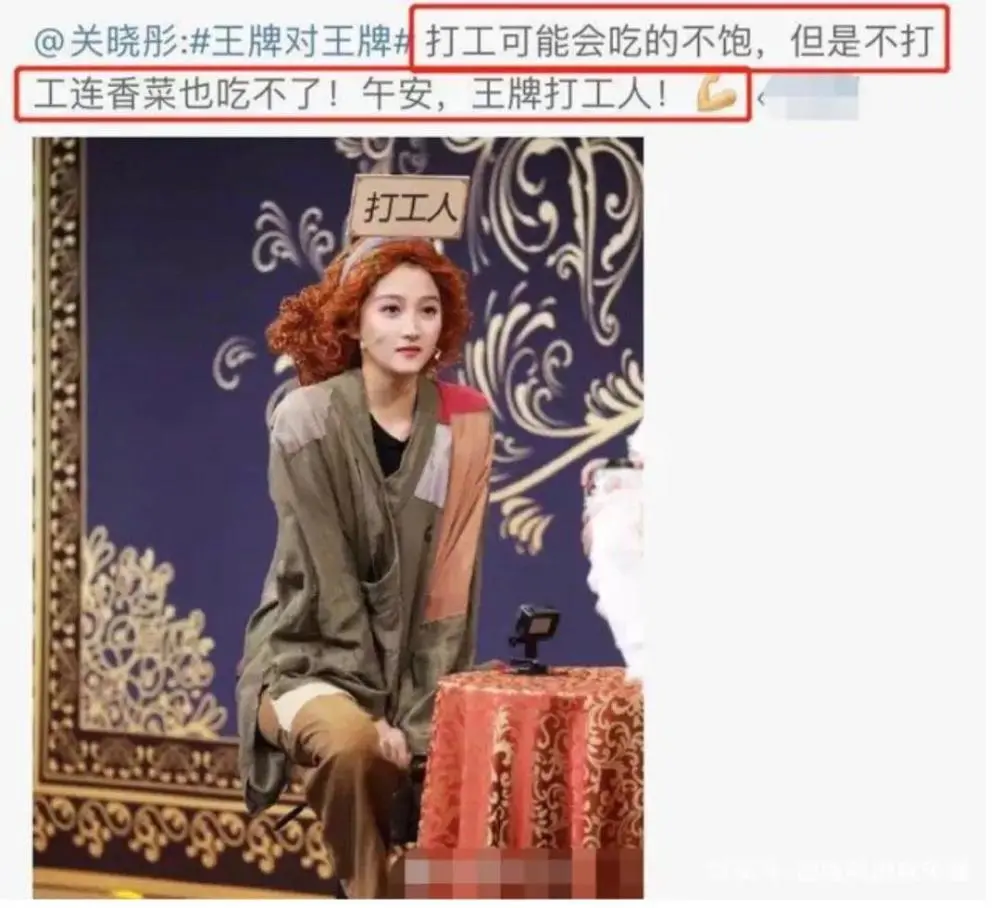 @关晓彤:#王牌对王牌# 打工可能会吃的不饱，但是不打
工连香菜也吃不了！午安，王牌打工人！💪
打工人